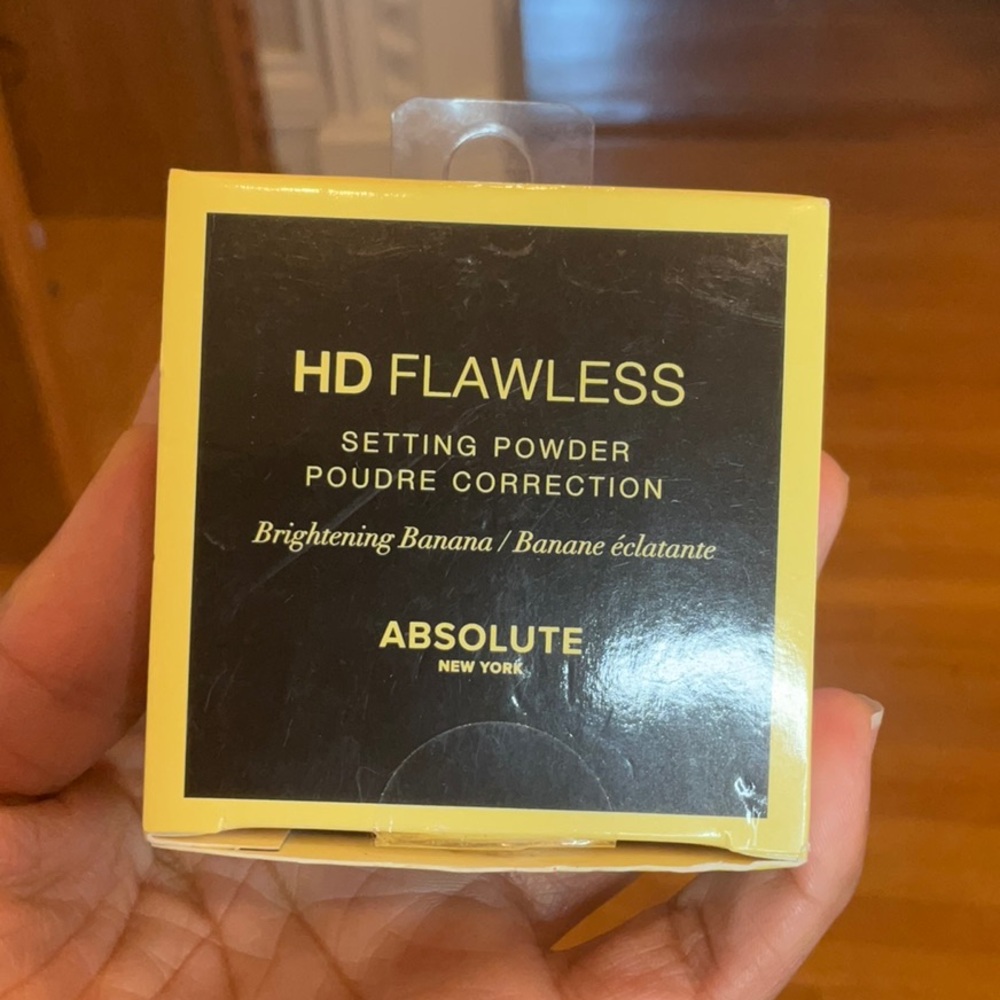 HD FLAWLESS
SETTING POWDER
POUDRE CORRECTION
Brightening Banana / Banane éclatante
ABSOLUTE
NEW YORK